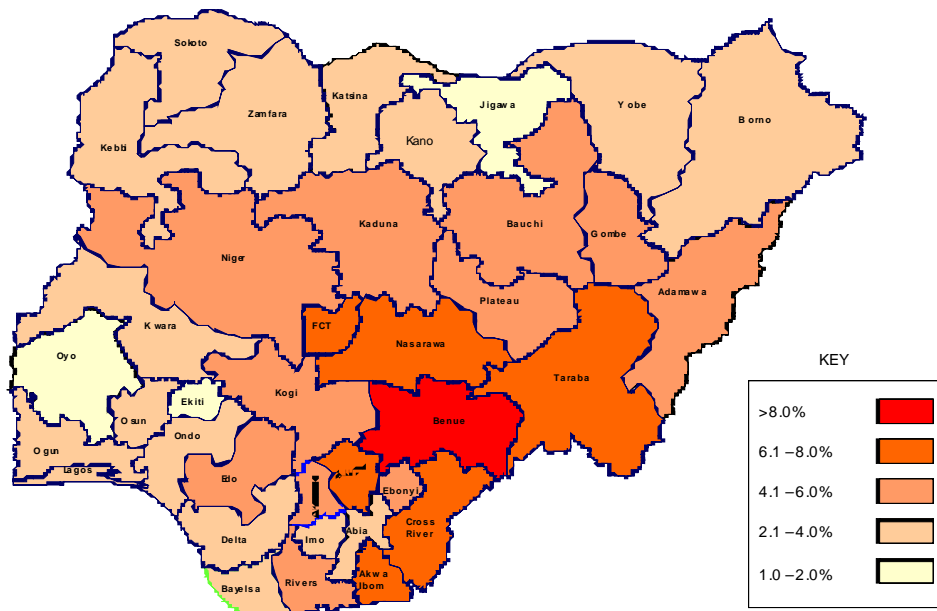 Sokoto
Katsina
Jigawa
Yobe
Borno
Zamfara
Kano
Kebbi
Kaduna
Bauchi
Gombe
Niger
Adamawa
Plateau
Kwara
FCT
Nasarawa
Oyo
Taraba
KEY
Kogi
Ekiti
Osun
Benue
>8.0%
Ondo
Ogun
Lagos
6.1 –8.0%
Edo
Ebonyi
4.1 –6.0%
Cross
River
Delta
Imo
Abia
2.1 –4.0%
Akwa
Ibom
Bayelsa
Rivers
1.0 –2.0%